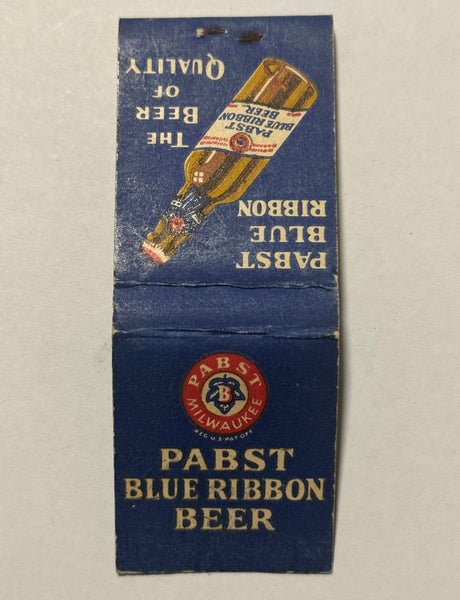 THE
BEER
OF
QUALITY
PABST
BLUE RIBBON
BEER
PABST
BLUE
RIBBON
PABST
MILWAUKEE
B
REG. U.S. PAT. OFF.
PABST
BLUE RIBBON
BEER